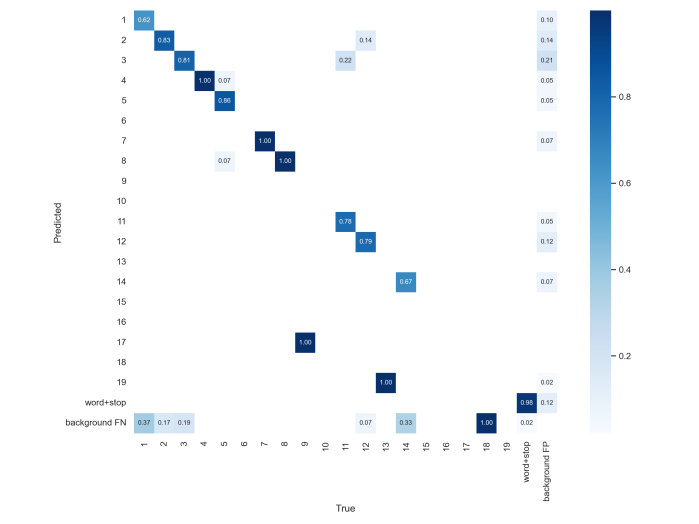 1 0.62 0.10
2 0.83 0.14 0.14
3 0.81 0.22 0.21
4 1.00 0.07 0.05
5 0.86 0.05
6
7 1.00 0.07
8 0.07 1.00
9
10
11 0.78 0.05
12 0.79 0.12
13
14 0.67 0.07
15
16
17 1.00
18
19 1.00 0.02
word+stop 0.98 0.12
background FN 0.37 0.17 0.19 0.07 0.33 1.00 0.02
1 2 3 4 5 6 7 8 9 10 11 12 13 14 15 16 17 18 19 word+stop background FP
True
Predicted
0.8
0.6
0.4
0.2